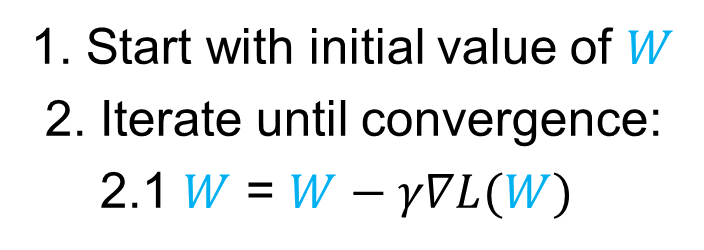 1. Start with initial value of W
2. Iterate until convergence:
2.1 W = W − γ∇L(W)